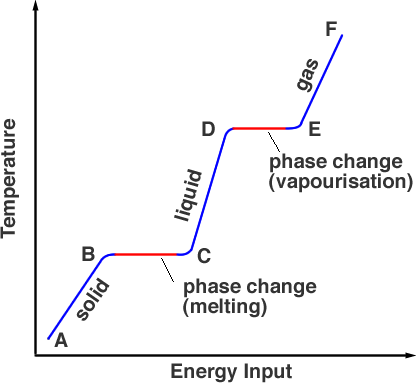 F
gas
D
E
phase change
(vapourisation)
Temperature
liquid
B
C
phase change
(melting)
solid
A
Energy Input